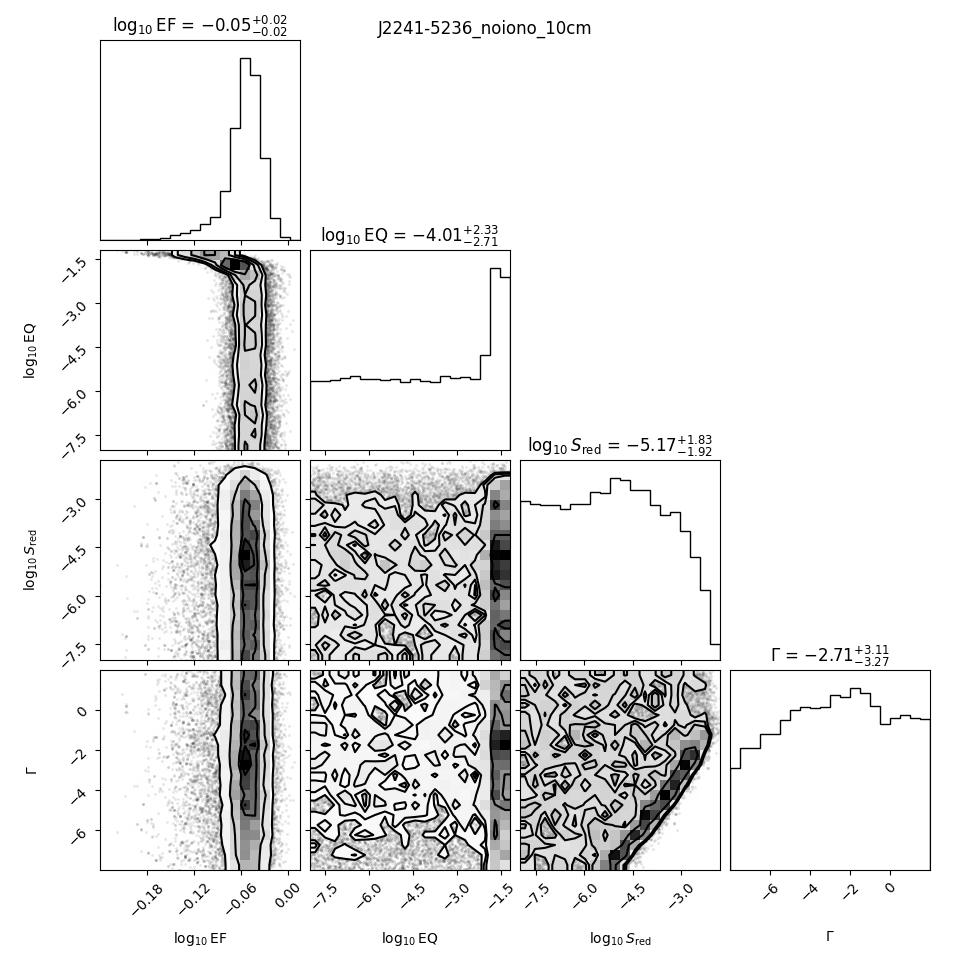 J2241-5236_noiono_10cm
log₁₀ EF = −0.05 +0.02 −0.02
log₁₀ EQ = −4.01 +2.33 −2.71
log₁₀ S_red = −5.17 +1.83 −1.92
Γ = −2.71 +3.11 −3.27
log₁₀ EQ
−1.5
−3.0
−4.5
−6.0
−7.5
log₁₀ S_red
−3.0
−4.5
−6.0
−7.5
Γ
0
−2
−4
−6
−0.18 −0.12 −0.06 0.00
−7.5 −6.0 −4.5 −3.0 −1.5
−7.5 −6.0 −4.5 −3.0
−6 −4 −2 0
log₁₀ EF
log₁₀ EQ
log₁₀ S_red
Γ